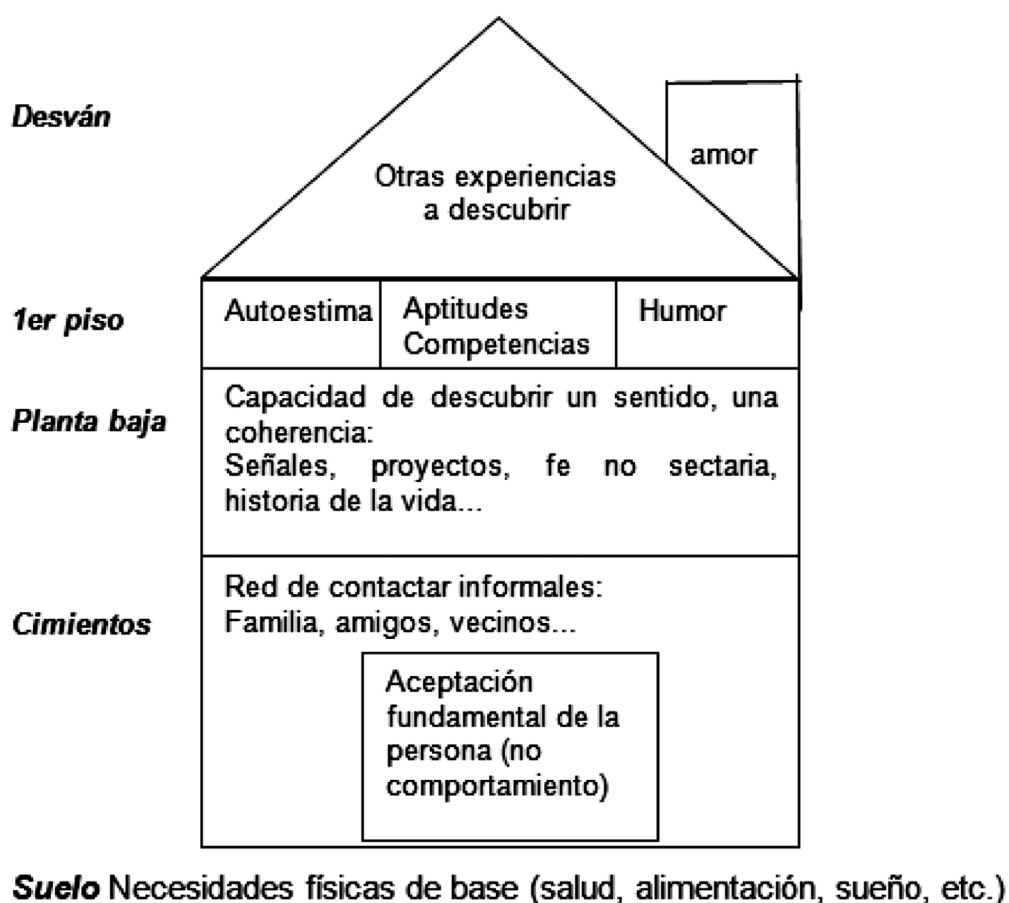 Desván
amor
Otras experiencias
a descubrir
1er piso
Autoestima
Aptitudes
Competencias
Humor
Planta baja
Capacidad de descubrir un sentido, una
coherencia:
Señales, proyectos, fe no sectaria,
historia de la vida...
Cimientos
Red de contactar informales:
Familia, amigos, vecinos...
Aceptación
fundamental de la
persona (no
comportamiento)
Suelo Necesidades físicas de base (salud, alimentación, sueño, etc.)